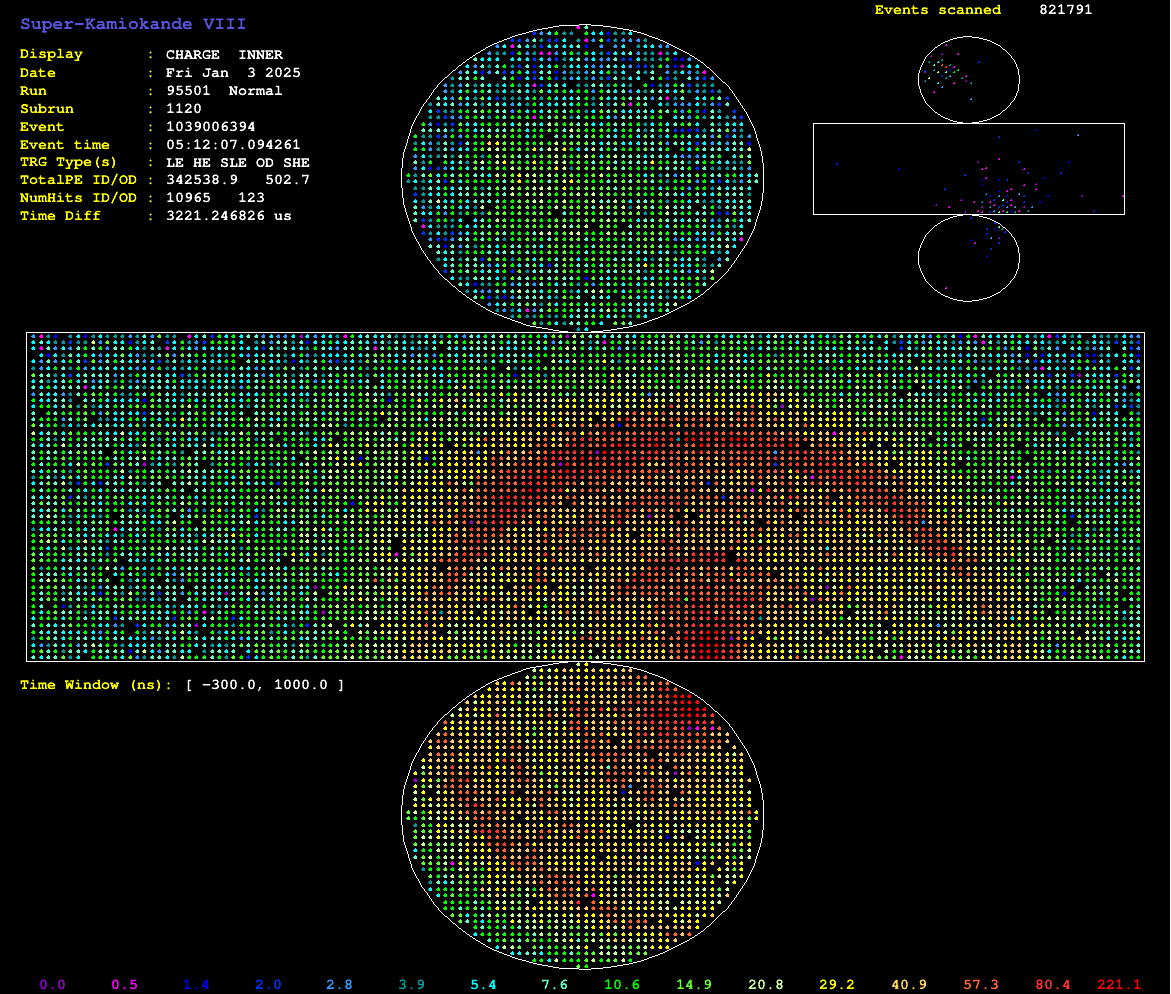 Super-Kamiokande VIII
Events scanned 821791
Display : CHARGE INNER
Date : Fri Jan 3 2025
Run : 95501 Normal
Subrun : 1120
Event : 1039006394
Event time : 05:12:07.094261
TRG Type(s) : LE HE SLE OD SHE
TotalPE ID/OD : 342538.9 502.7
NumHits ID/OD : 10965 123
Time Diff : 3221.246826 us
Time Window (ns): [ −300.0, 1000.0 ]
0.0 0.5 1.4 2.0 2.8 3.9 5.4 7.6 10.6 14.9 20.8 29.2 40.9 57.3 80.4 221.1